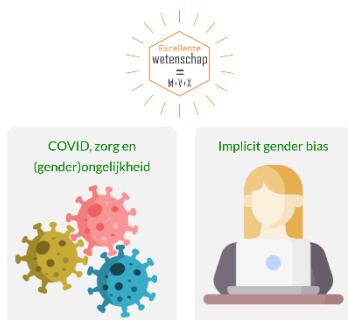 Excellente
wetenschap
=
M+V+X
COVID, zorg en
(gender)ongelijkheid
Implicit gender bias